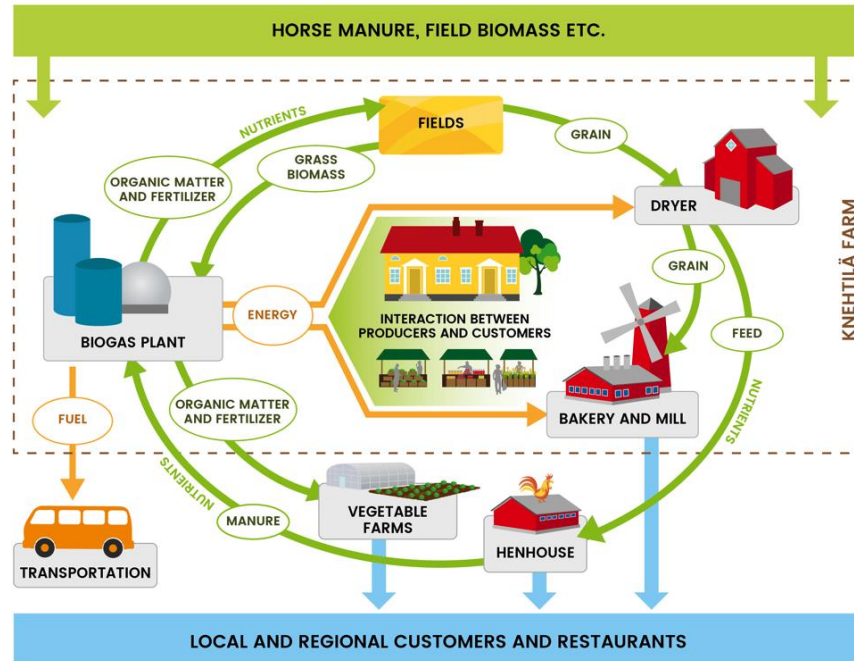 HORSE MANURE, FIELD BIOMASS ETC.
NUTRIENTS
FIELDS
GRAIN
GRASS
BIOMASS
ORGANIC MATTER
AND FERTILIZER
DRYER
KNEHTILÄ FARM
GRAIN
ENERGY
INTERACTION BETWEEN
PRODUCERS AND CUSTOMERS
FEED
BIOGAS PLANT
NUTRIENTS
FUEL
ORGANIC MATTER
AND FERTILIZER
BAKERY AND MILL
NUTRIENTS
MANURE
VEGETABLE
FARMS
HENHOUSE
TRANSPORTATION
LOCAL AND REGIONAL CUSTOMERS AND RESTAURANTS